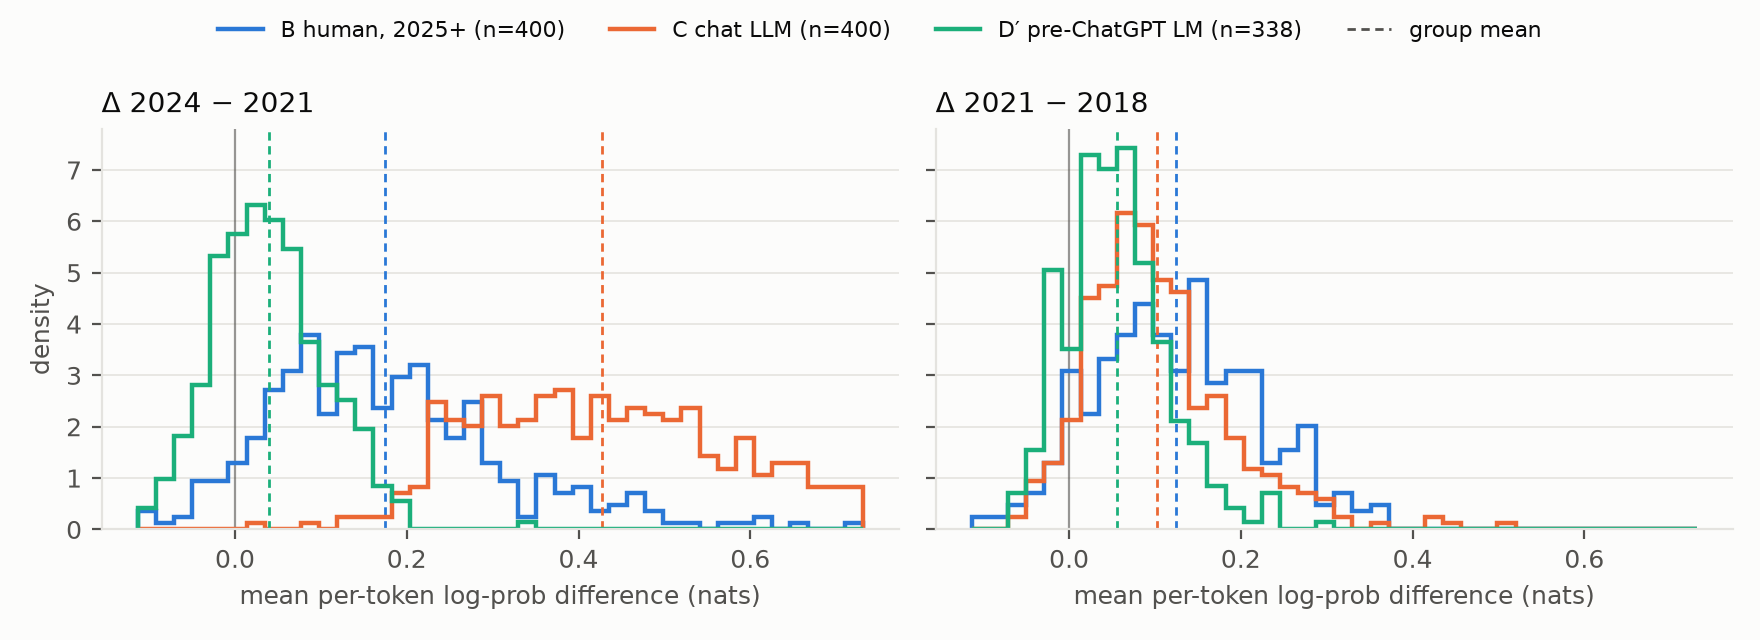 B human, 2025+ (n=400) C chat LLM (n=400) D′ pre-ChatGPT LM (n=338) group mean
Δ 2024 − 2021
Δ 2021 − 2018
density
7
6
5
4
3
2
1
0
0.0 0.2 0.4 0.6
0.0 0.2 0.4 0.6
mean per-token log-prob difference (nats)
mean per-token log-prob difference (nats)